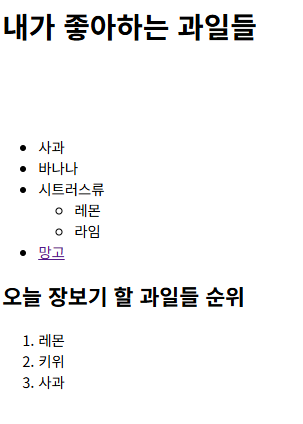 내가 좋아하는 과일들
• 사과
• 바나나
• 시트러스류
◦ 레몬
◦ 라임
• 망고
오늘 장보기 할 과일들 순위
1. 레몬
2. 키위
3. 사과